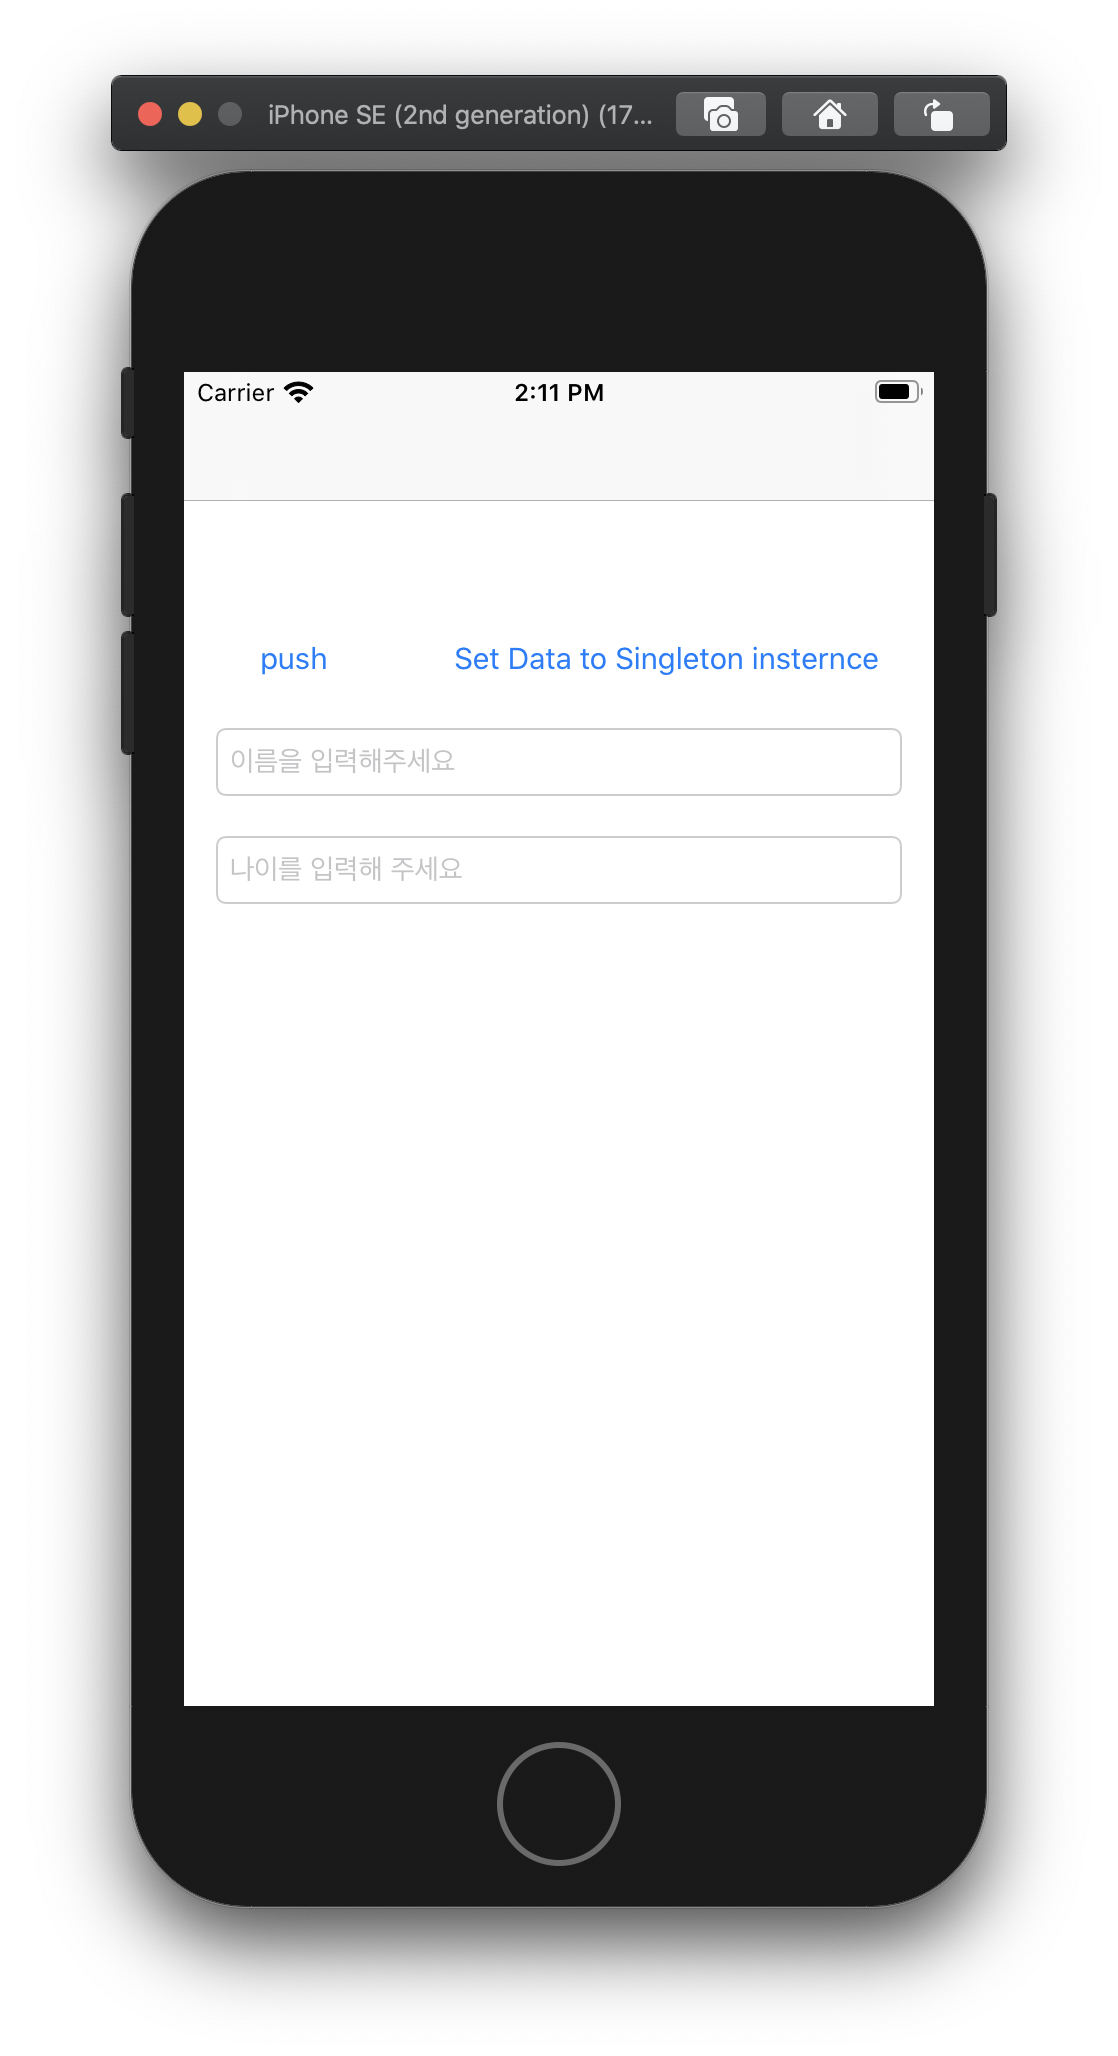 iPhone SE (2nd generation) (17...
Carrier 2:11 PM
push Set Data to Singleton insternce
이름을 입력해주세요
나이를 입력해 주세요